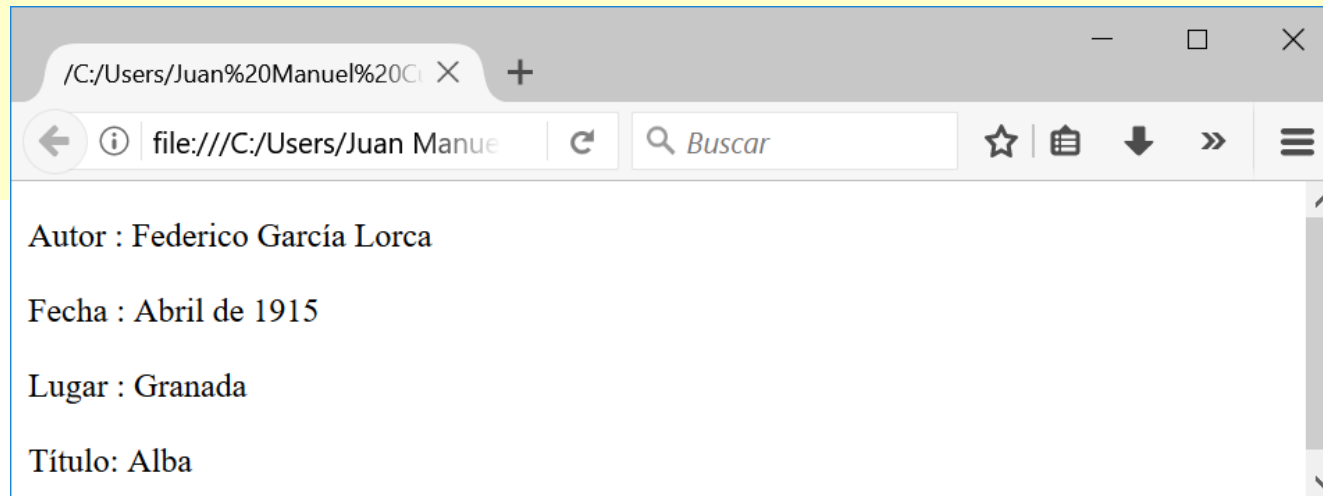 /C:/Users/Juan%20Manuel%20C
file:///C:/Users/Juan Manue
Buscar
Autor : Federico García Lorca
Fecha : Abril de 1915
Lugar : Granada
Título: Alba